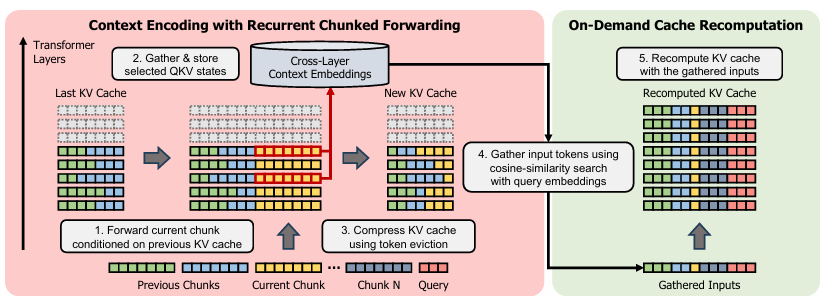 Context Encoding with Recurrent Chunked Forwarding
Transformer
Layers
2. Gather & store
selected QKV states
Cross-Layer
Context Embeddings
Last KV Cache
New KV Cache
1. Forward current chunk
conditioned on previous KV cache
3. Compress KV cache
using token eviction
...
Previous Chunks
Current Chunk
Chunk N
Query
4. Gather input tokens using
cosine-similarity search
with query embeddings
On-Demand Cache Recomputation
5. Recompute KV cache
with the gathered inputs
Recomputed KV Cache
Gathered Inputs